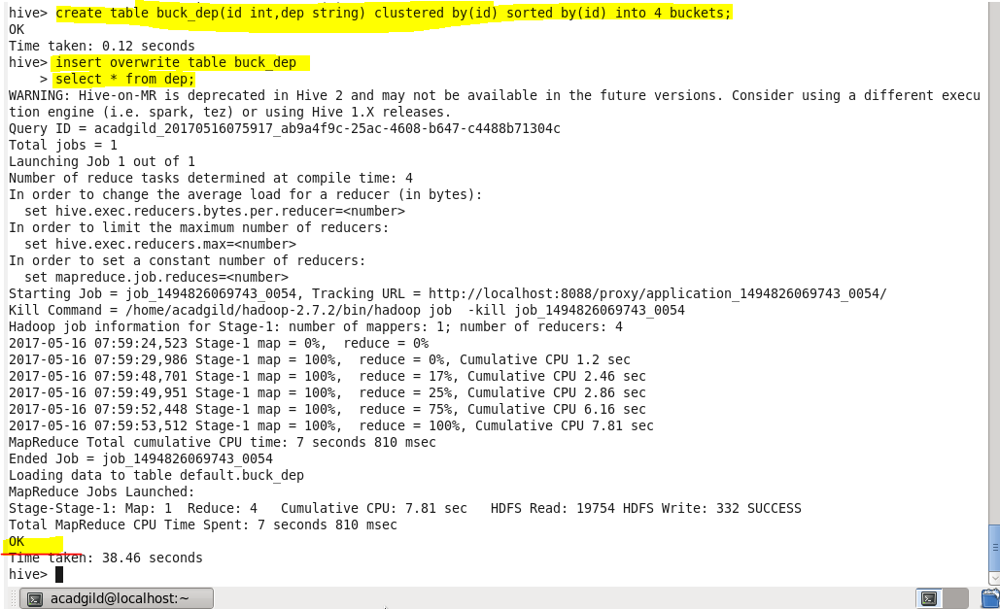 hive> create table buck_dep(id int,dep string) clustered by(id) sorted by(id) into 4 buckets;
OK
Time taken: 0.12 seconds
hive> insert overwrite table buck_dep
    > select * from dep;
WARNING: Hive-on-MR is deprecated in Hive 2 and may not be available in the future versions. Consider using a different execu
tion engine (i.e. spark, tez) or using Hive 1.X releases.
Query ID = acadgild_20170516075917_ab9a4f9c-25ac-4608-b647-c4488b71304c
Total jobs = 1
Launching Job 1 out of 1
Number of reduce tasks determined at compile time: 4
In order to change the average load for a reducer (in bytes):
  set hive.exec.reducers.bytes.per.reducer=<number>
In order to limit the maximum number of reducers:
  set hive.exec.reducers.max=<number>
In order to set a constant number of reducers:
  set mapreduce.job.reduces=<number>
Starting Job = job_1494826069743_0054, Tracking URL = http://localhost:8088/proxy/application_1494826069743_0054/
Kill Command = /home/acadgild/hadoop-2.7.2/bin/hadoop job  -kill job_1494826069743_0054
Hadoop job information for Stage-1: number of mappers: 1; number of reducers: 4
2017-05-16 07:59:24,523 Stage-1 map = 0%,  reduce = 0%
2017-05-16 07:59:29,986 Stage-1 map = 100%,  reduce = 0%, Cumulative CPU 1.2 sec
2017-05-16 07:59:48,701 Stage-1 map = 100%,  reduce = 17%, Cumulative CPU 2.46 sec
2017-05-16 07:59:49,951 Stage-1 map = 100%,  reduce = 25%, Cumulative CPU 2.86 sec
2017-05-16 07:59:52,448 Stage-1 map = 100%,  reduce = 75%, Cumulative CPU 6.16 sec
2017-05-16 07:59:53,512 Stage-1 map = 100%,  reduce = 100%, Cumulative CPU 7.81 sec
MapReduce Total cumulative CPU time: 7 seconds 810 msec
Ended Job = job_1494826069743_0054
Loading data to table default.buck_dep
MapReduce Jobs Launched:
Stage-Stage-1: Map: 1  Reduce: 4   Cumulative CPU: 7.81 sec   HDFS Read: 19754 HDFS Write: 332 SUCCESS
Total MapReduce CPU Time Spent: 7 seconds 810 msec
OK
Time taken: 38.46 seconds
hive>
acadgild@localhost:~